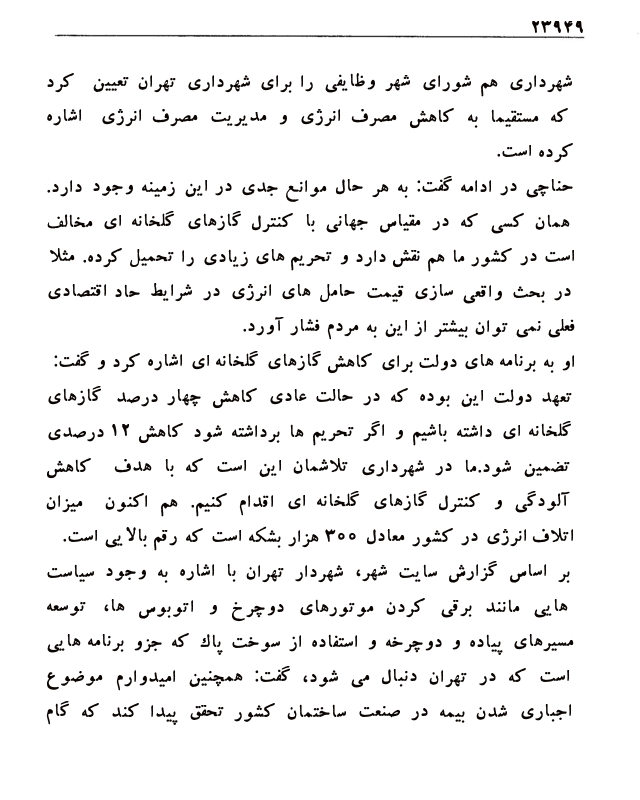 ۲۳۹۴۹
شهرداری هم شورای شهر وظایفی را برای شهرداری تهران تعیین کرد
که مستقیما به کاهش مصرف انرژی و مدیریت مصرف انرژی اشاره
کرده است.
حناچی در ادامه گفت: به هر حال موانع جدی در این زمینه وجود دارد.
همان کسی که در مقیاس جهانی با کنترل گازهای گلخانه ای مخالف
است در کشور ما هم نقش دارد و تحریم های زیادی را تحمیل کرده. مثلا
در بحث واقعی سازی قیمت حامل های انرژی در شرایط حاد اقتصادی
فعلی نمی توان بیشتر از این به مردم فشار آورد.
او به برنامه های دولت برای کاهش گازهای گلخانه ای اشاره کرد و گفت:
تعهد دولت این بوده که در حالت عادی کاهش چهار درصد گازهای
گلخانه ای داشته باشیم و اگر تحریم ها برداشته شود کاهش ۱۲ درصدی
تضمین شود.ما در شهرداری تلاشمان این است که با هدف کاهش
آلودگی و کنترل گازهای گلخانه ای اقدام کنیم. هم اکنون میزان
اتلاف انرژی در کشور معادل ۳۰۰ هزار بشکه است که رقم بالایی است.
بر اساس گزارش سایت شهر، شهردار تهران با اشاره به وجود سیاست
هایی مانند برقی کردن موتورهای دوچرخ و اتوبوس ها، توسعه
مسیرهای پیاده و دوچرخه و استفاده از سوخت پاك که جزو برنامه هایی
است که در تهران دنبال می شود، گفت: همچنین امیدوارم موضوع
اجباری شدن بیمه در صنعت ساختمان کشور تحقق پیدا کند که گام